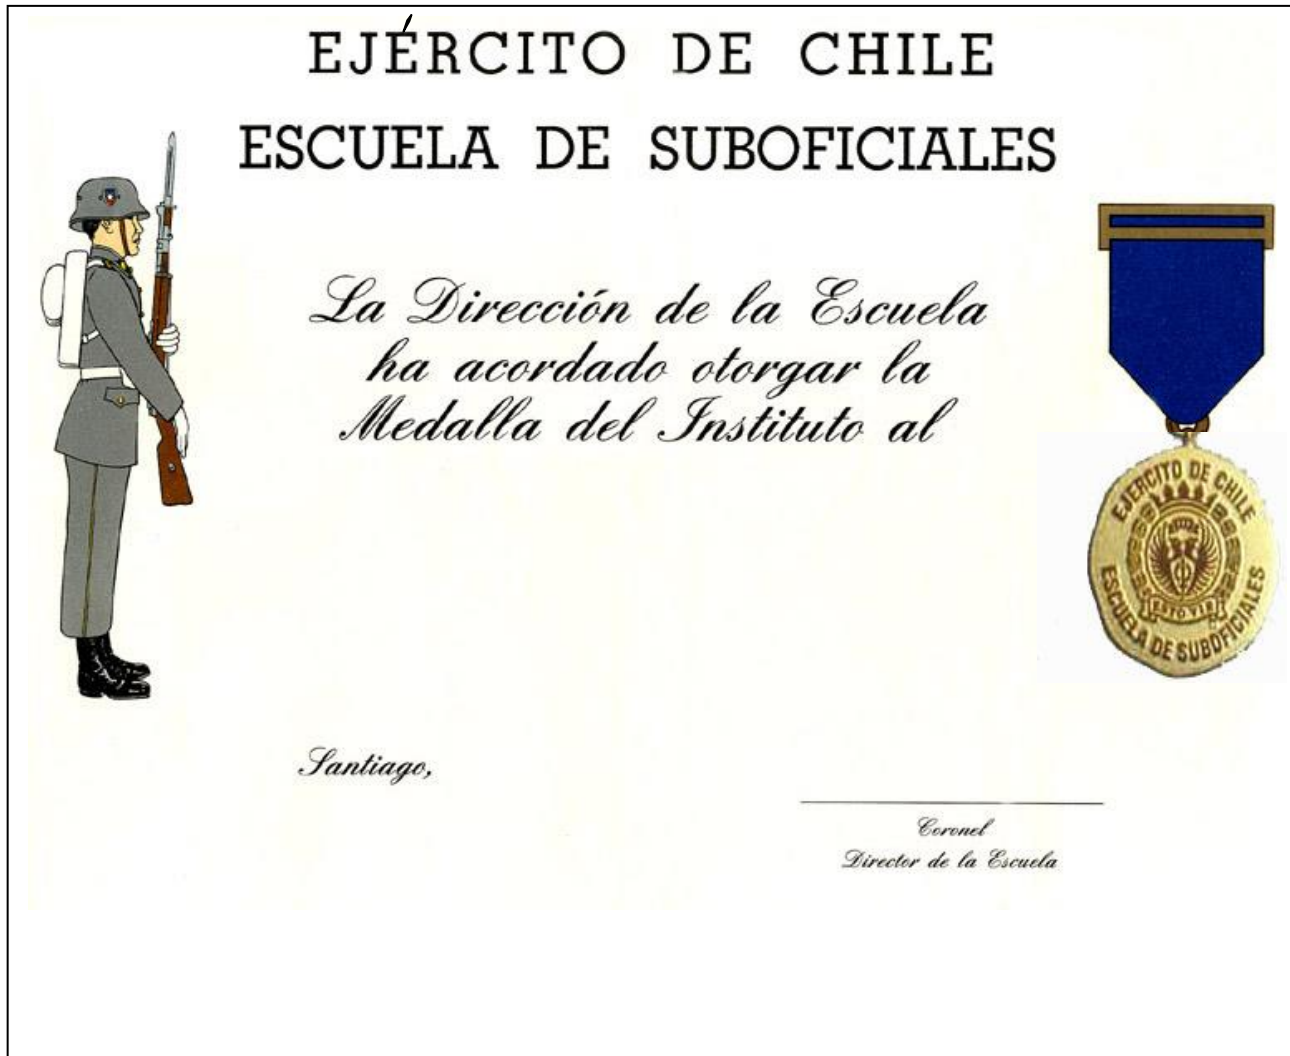 EJÉRCITO DE CHILE
ESCUELA DE SUBOFICIALES
La Dirección de la Escuela
ha acordado otorgar la
Medalla del Instituto al
EJERCITO DE CHILE
ESTO VIR
ESCUELA DE SUBOFICIALES
Santiago,
Coronel
Director de la Escuela